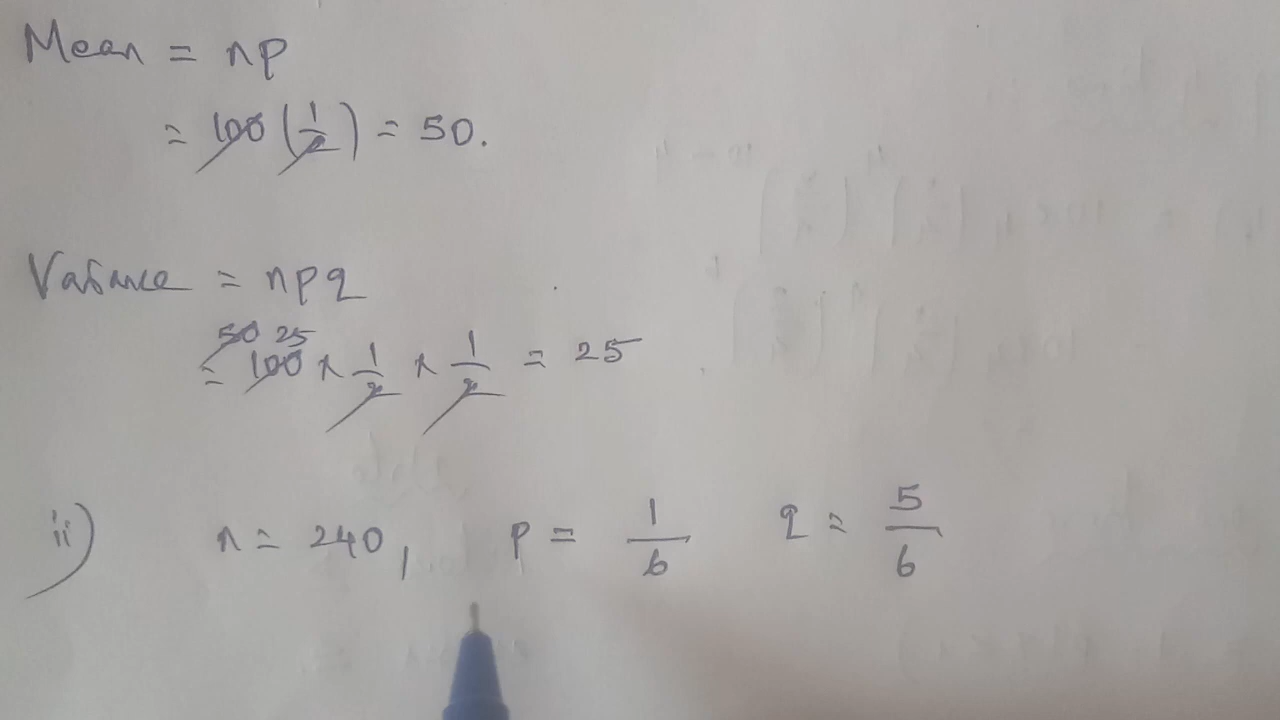 Mean = np
= 100 (1/2) = 50.
Variance = npq
50 25
= 100 x 1/2 x 1/2 = 25
ii) n = 240, p = 1/6 q = 5/6